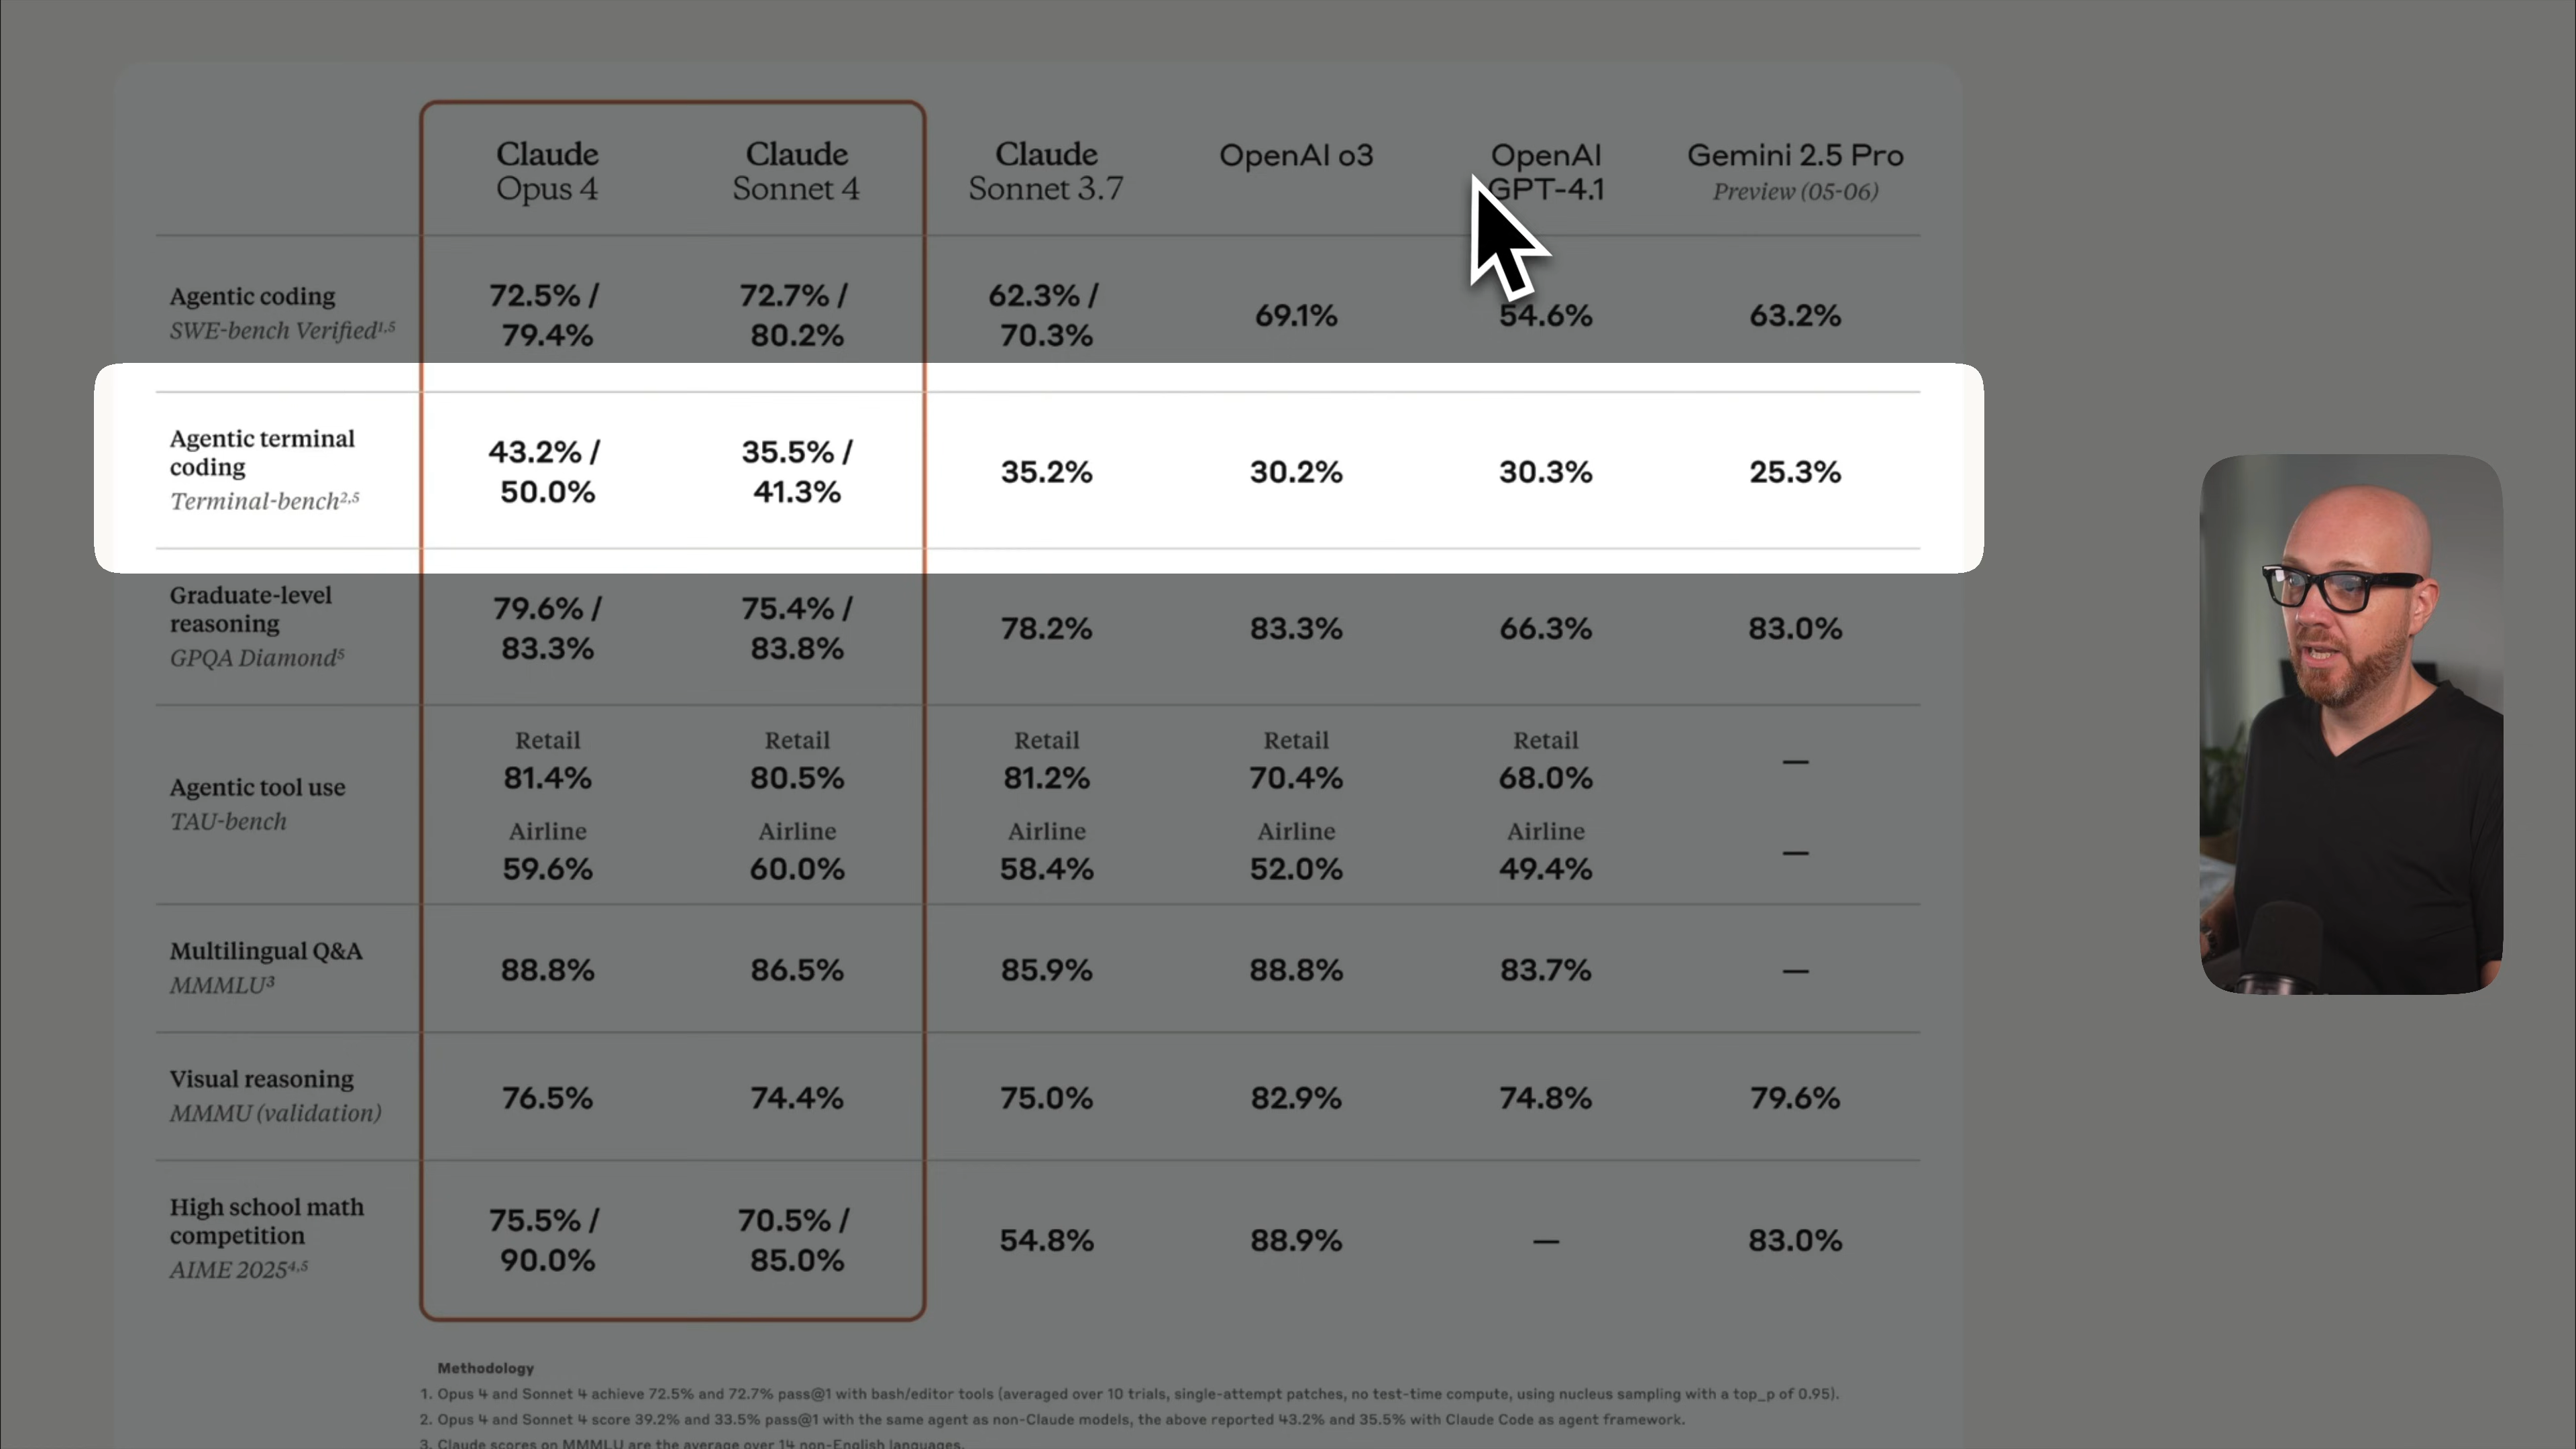 Claude Opus 4
Claude Sonnet 4
Claude Sonnet 3.7
OpenAI o3
OpenAI GPT-4.1
Gemini 2.5 Pro
Preview (05-06)
Agentic coding
SWE-bench Verified1,5
72.5% / 79.4%
72.7% / 80.2%
62.3% / 70.3%
69.1%
54.6%
63.2%
Agentic terminal coding
Terminal-bench2,5
43.2% / 50.0%
35.5% / 41.3%
35.2%
30.2%
30.3%
25.3%
Graduate-level reasoning
GPQA Diamond5
79.6% / 83.3%
75.4% / 83.8%
78.2%
83.3%
66.3%
83.0%
Agentic tool use
TAU-bench
Retail 81.4%
Retail 80.5%
Retail 81.2%
Retail 70.4%
Retail 68.0%
—
Airline 59.6%
Airline 60.0%
Airline 58.4%
Airline 52.0%
Airline 49.4%
—
Multilingual Q&A
MMMLU3
88.8%
86.5%
85.9%
88.8%
83.7%
—
Visual reasoning
MMMU (validation)
76.5%
74.4%
75.0%
82.9%
74.8%
79.6%
High school math competition
AIME 20254,5
75.5% / 90.0%
70.5% / 85.0%
54.8%
88.9%
—
83.0%
Methodology
1. Opus 4 and Sonnet 4 achieve 72.5% and 72.7% pass@1 with bash/editor tools (averaged over 10 trials, single-attempt patches, no test-time compute, using nucleus sampling with a top_p of 0.95).
2. Opus 4 and Sonnet 4 score 39.2% and 33.5% pass@1 with the same agent as non-Claude models, the above reported 43.2% and 35.5% with Claude Code as agent framework.
3. Claude scores on MMMLU are the average over 14 non-English languages.